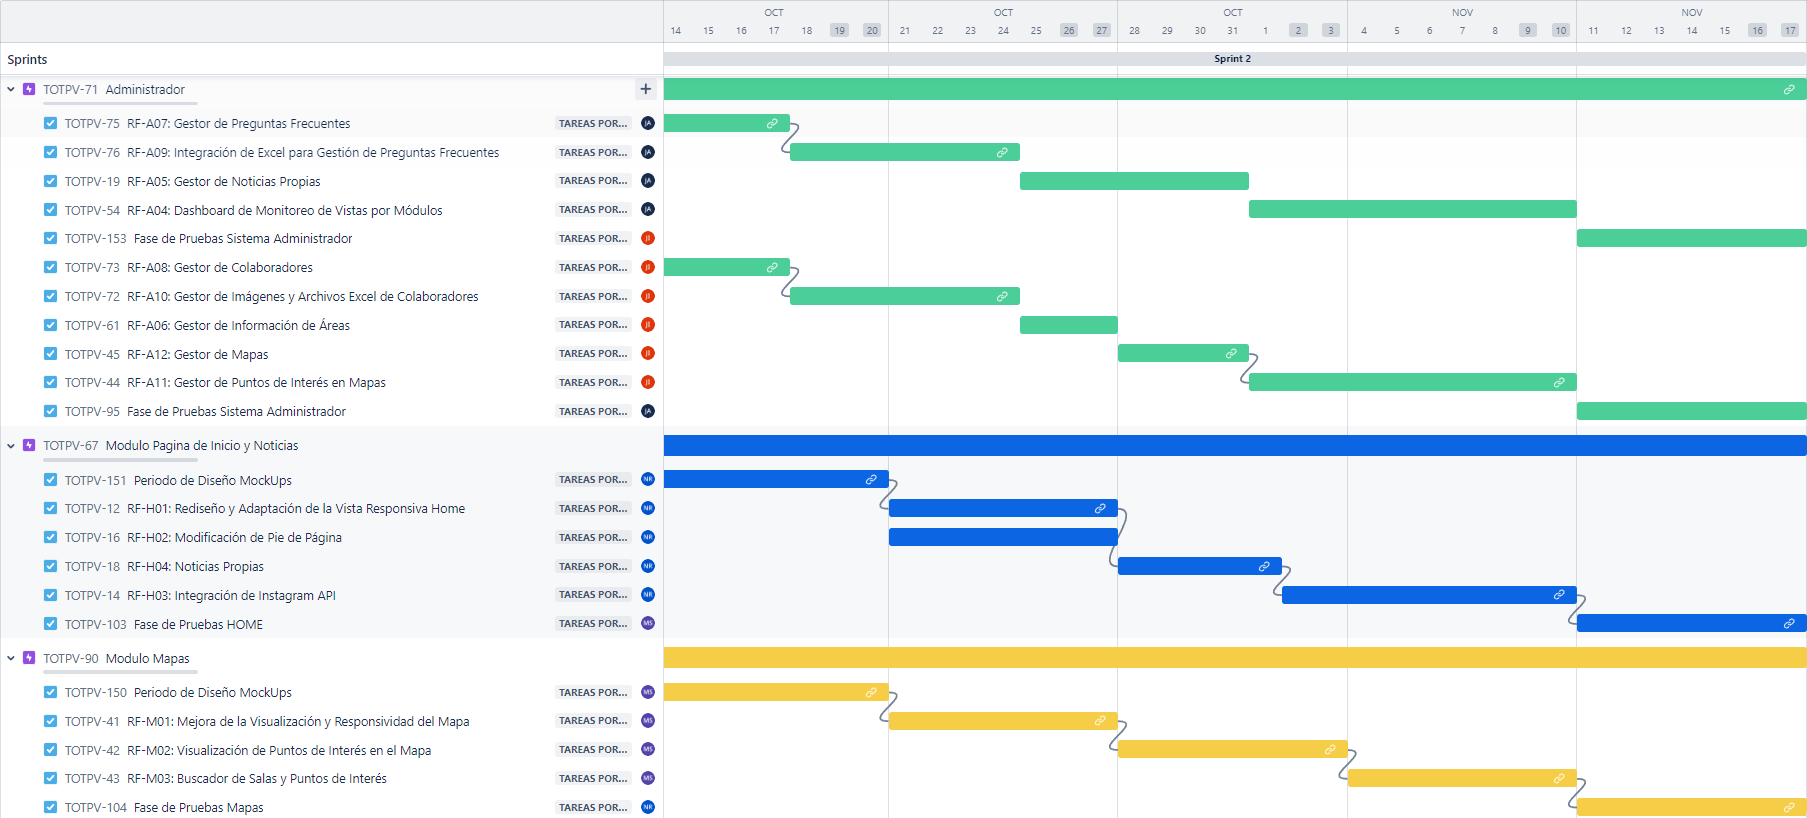 OCT OCT OCT NOV NOV
14 15 16 17 18 19 20 21 22 23 24 25 26 27 28 29 30 31 1 2 3 4 5 6 7 8 9 10 11 12 13 14 15 16 17
Sprints Sprint 2
TOTPV-71 Administrador
TOTPV-75 RF-A07: Gestor de Preguntas Frecuentes TAREAS POR... JA
TOTPV-76 RF-A09: Integración de Excel para Gestión de Preguntas Frecuentes TAREAS POR... JA
TOTPV-19 RF-A05: Gestor de Noticias Propias TAREAS POR... JA
TOTPV-54 RF-A04: Dashboard de Monitoreo de Vistas por Módulos TAREAS POR... JA
TOTPV-153 Fase de Pruebas Sistema Administrador TAREAS POR... JI
TOTPV-73 RF-A08: Gestor de Colaboradores TAREAS POR... JI
TOTPV-72 RF-A10: Gestor de Imágenes y Archivos Excel de Colaboradores TAREAS POR... JI
TOTPV-61 RF-A06: Gestor de Información de Áreas TAREAS POR... JI
TOTPV-45 RF-A12: Gestor de Mapas TAREAS POR... JI
TOTPV-44 RF-A11: Gestor de Puntos de Interés en Mapas TAREAS POR... JI
TOTPV-95 Fase de Pruebas Sistema Administrador TAREAS POR... JA
TOTPV-67 Modulo Pagina de Inicio y Noticias
TOTPV-151 Periodo de Diseño MockUps TAREAS POR... NR
TOTPV-12 RF-H01: Rediseño y Adaptación de la Vista Responsiva Home TAREAS POR... NR
TOTPV-16 RF-H02: Modificación de Pie de Página TAREAS POR... NR
TOTPV-18 RF-H04: Noticias Propias TAREAS POR... NR
TOTPV-14 RF-H03: Integración de Instagram API TAREAS POR... NR
TOTPV-103 Fase de Pruebas HOME TAREAS POR... MS
TOTPV-90 Modulo Mapas
TOTPV-150 Periodo de Diseño MockUps TAREAS POR... MS
TOTPV-41 RF-M01: Mejora de la Visualización y Responsividad del Mapa TAREAS POR... MS
TOTPV-42 RF-M02: Visualización de Puntos de Interés en el Mapa TAREAS POR... MS
TOTPV-43 RF-M03: Buscador de Salas y Puntos de Interés TAREAS POR... MS
TOTPV-104 Fase de Pruebas Mapas TAREAS POR... NR